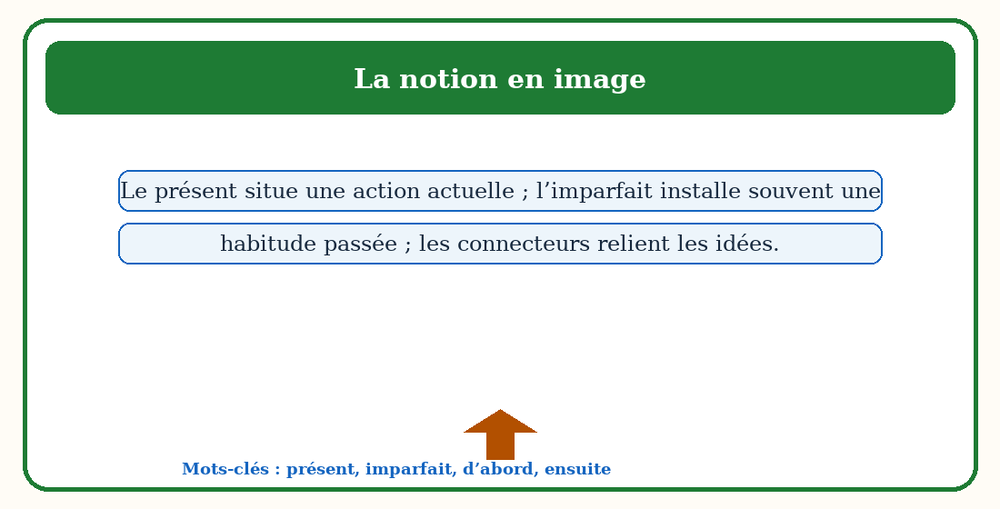 La notion en image
Le présent situe une action actuelle ; l’imparfait installe souvent une
habitude passée ; les connecteurs relient les idées.
Mots-clés : présent, imparfait, d’abord, ensuite